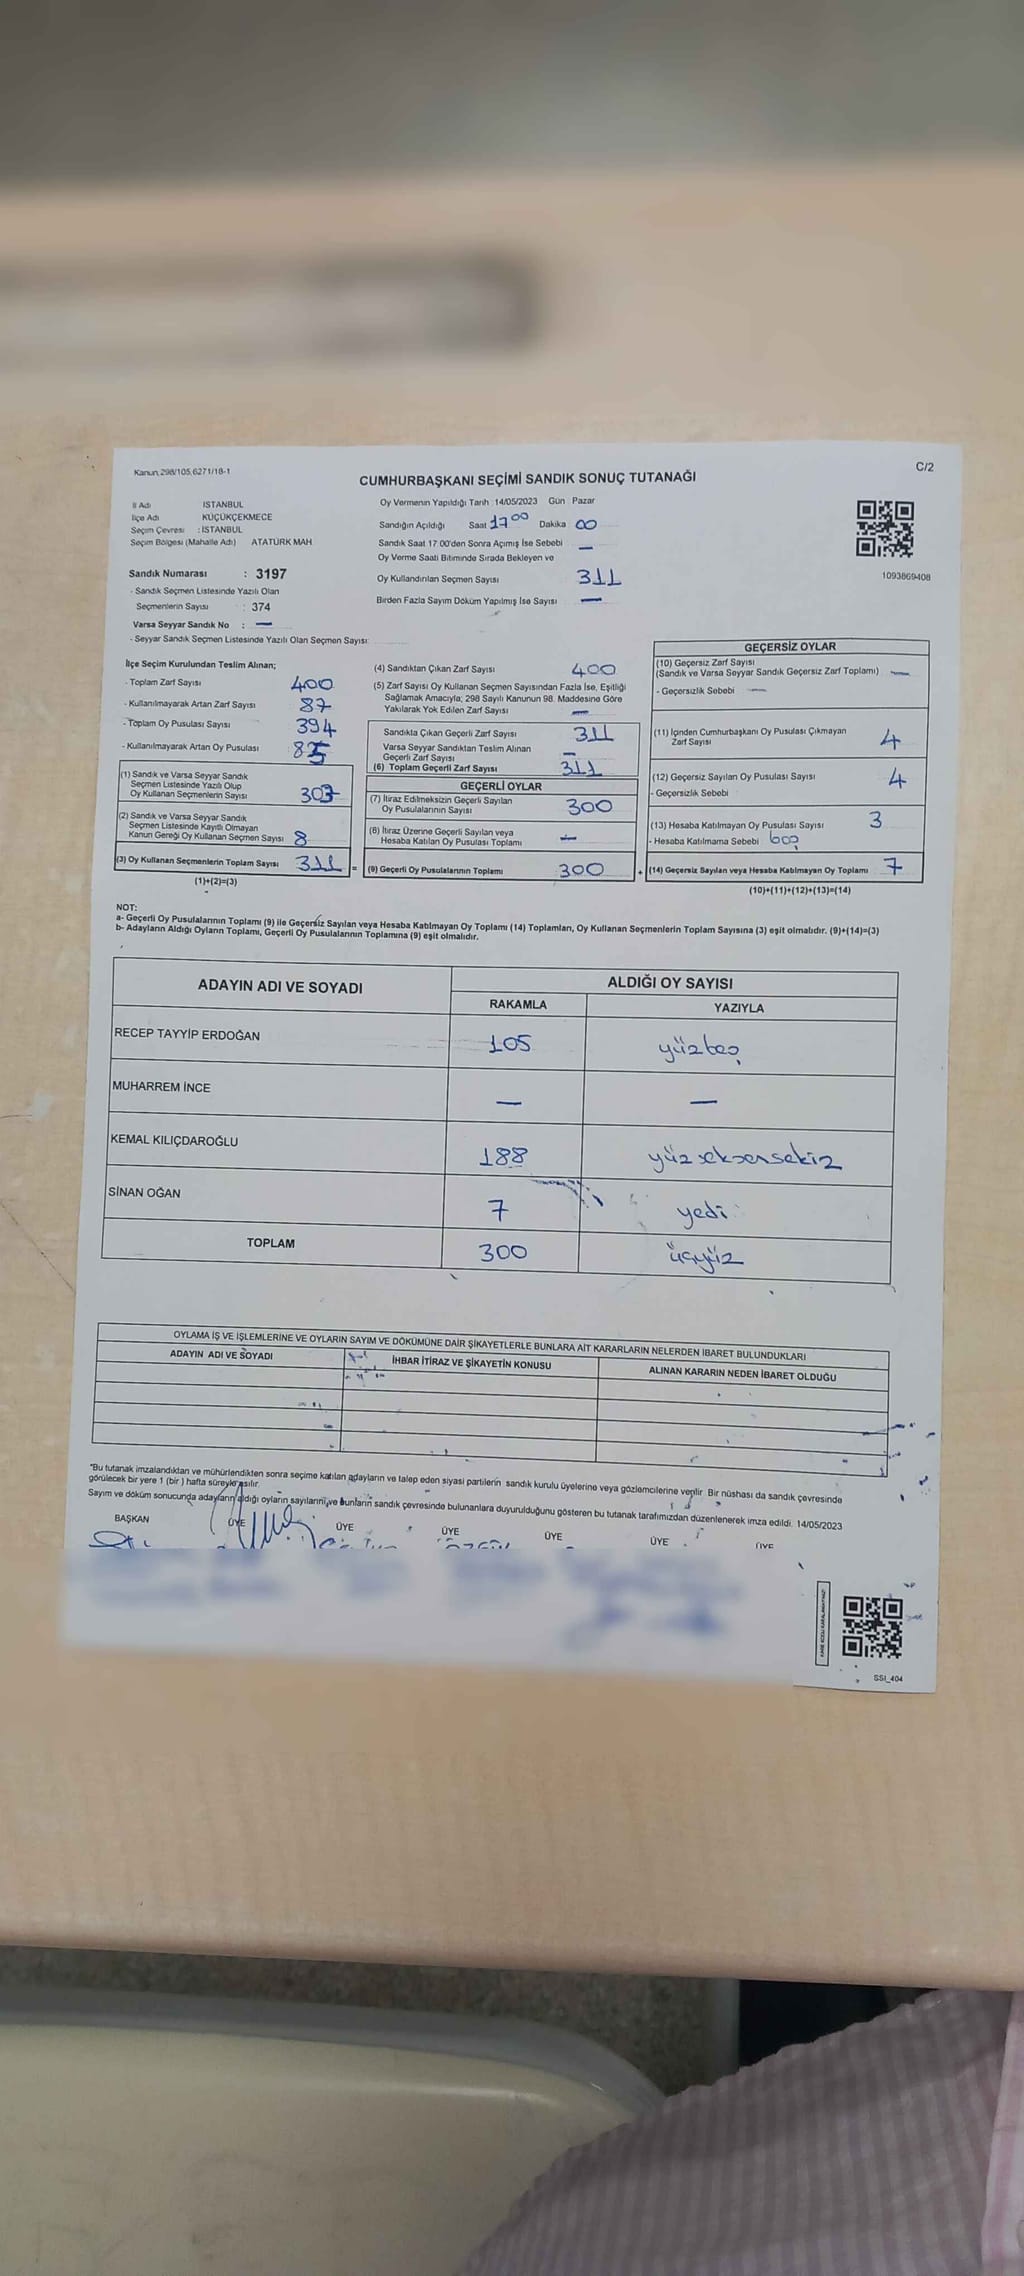 Kanun, 298/105,6271/18-1
C/2
CUMHURBAŞKANI SEÇİMİ SANDIK SONUÇ TUTANAĞI
İl Adı ISTANBUL
İlçe Adı KÜÇÜKÇEKMECE
Seçim Çevresi : İSTANBUL
Seçim Bölgesi (Mahalle Adı) ATATÜRK MAH
Sandık Numarası : 3197
- Sandık Seçmen Listesinde Yazılı Olan
Seçmenlerin Sayısı : 374
Varsa Seyyar Sandık No : —
- Seyyar Sandık Seçmen Listesinde Yazılı Olan Seçmen Sayısı:
Oy Vermenin Yapıldığı Tarih :14/05/2023 Gün : Pazar
Sandığın Açıldığı Saat 17 00 Dakika 00
Sandık Saat 17 00'den Sonra Açımış İse Sebebi —
Oy Verme Saati Bitiminde Sırada Bekleyen ve
Oy Kullandırılan Seçmen Sayısı 311
Birden Fazla Sayım Döküm Yapılmış İse Sayısı —
1093869408
İlçe Seçim Kurulundan Teslim Alınan;
- Toplam Zarf Sayısı 400
- Kullanılmayarak Artan Zarf Sayısı 87
- Toplam Oy Pusulası Sayısı 394
- Kullanılmayarak Artan Oy Pusulası 85
(1) Sandık ve Varsa Seyyar Sandık
Seçmen Listesinde Yazılı Olup
Oy Kullanan Seçmenlerin Sayısı 303
(2) Sandık ve Varsa Seyyar Sandık
Seçmen Listesinde Kayıtlı Olmayan
Kanun Gereği Oy Kullanan Seçmen Sayısı 8
(3) Oy Kullanan Seçmenlerin Toplam Sayısı 311 =
(1)+(2)=(3)
(4) Sandıktan Çıkan Zarf Sayısı 400
(5) Zarf Sayısı Oy Kullanan Seçmen Sayısından Fazla İse, Eşitliği
Sağlamak Amacıyla; 298 Sayılı Kanunun 98. Maddesine Göre
Yakılarak Yok Edilen Zarf Sayısı —
Sandıkta Çıkan Geçerli Zarf Sayısı 311
Varsa Seyyar Sandıktan Teslim Alınan
Geçerli Zarf Sayısı —
(6) Toplam Geçerli Zarf Sayısı 311
GEÇERLİ OYLAR
(7) İtiraz Edilmeksizin Geçerli Sayılan
Oy Pusulalarının Sayısı 300
(8) İtiraz Üzerine Geçerli Sayılan veya
Hesaba Katılan Oy Pusulası Toplamı —
(9) Geçerli Oy Pusulalarının Toplamı 300 +
GEÇERSİZ OYLAR
(10) Geçersiz Zarf Sayısı
(Sandık ve Varsa Seyyar Sandık Geçersiz Zarf Toplamı) —
- Geçersizlik Sebebi —
(11) İçinden Cumhurbaşkanı Oy Pusulası Çıkmayan
Zarf Sayısı 4
(12) Geçersiz Sayılan Oy Pusulası Sayısı 4
- Geçersizlik Sebebi
(13) Hesaba Katılmayan Oy Pusulası Sayısı 3
- Hesaba Katılmama Sebebi boş
(14) Geçersiz Sayılan veya Hesaba Katılmayan Oy Toplamı 7
(10)+(11)+(12)+(13)=(14)
NOT:
a- Geçerli Oy Pusulalarının Toplamı (9) ile Geçersiz Sayılan veya Hesaba Katılmayan Oy Toplamı (14) Toplamları, Oy Kullanan Seçmenlerin Toplam Sayısına (3) eşit olmalıdır. (9)+(14)=(3)
b- Adayların Aldığı Oyların Toplamı, Geçerli Oy Pusulalarının Toplamına (9) eşit olmalıdır.
ADAYIN ADI VE SOYADI ALDIĞI OY SAYISI
RAKAMLA YAZIYLA
RECEP TAYYİP ERDOĞAN 105 yüzbeş
MUHARREM İNCE — —
KEMAL KILIÇDAROĞLU 188 yüzseksensekiz
SİNAN OĞAN 7 yedi
TOPLAM 300 üçyüz
OYLAMA İŞ VE İŞLEMLERİNE VE OYLARIN SAYIM VE DÖKÜMÜNE DAİR ŞİKAYETLERLE BUNLARA AİT KARARLARIN NELERDEN İBARET BULUNDUKLARI
ADAYIN ADI VE SOYADI İHBAR İTİRAZ VE ŞİKAYETİN KONUSU ALINAN KARARIN NEDEN İBARET OLDUĞU
*Bu tutanak imzalandıktan ve mühürlendikten sonra seçime katılan adayların ve talep eden siyasi partilerin sandık kurulu üyelerine veya gözlemcilerine verilir Bir nüshası da sandık çevresinde
görülecek bir yere 1 (bir ) hafta süreyle asılır.
Sayım ve döküm sonucunda adayların aldığı oyların sayılarını ve bunların sandık çevresinde bulunanlara duyurulduğunu gösteren bu tutanak tarafımızdan düzenlenerek imza edildi. 14/05/2023
BAŞKAN ÜYE ÜYE ÜYE ÜYE ÜYE ÜYE
SSI_404